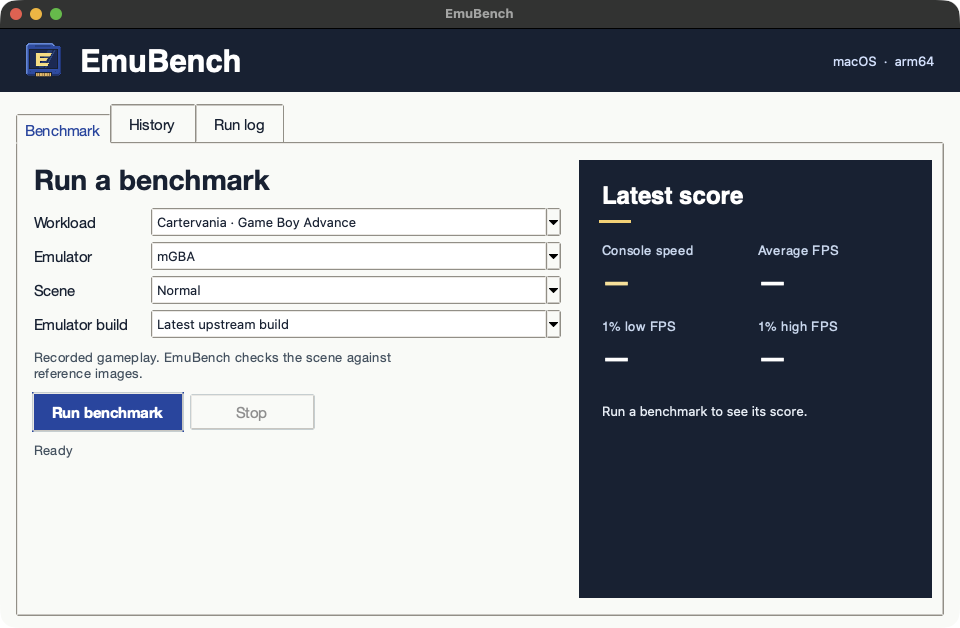 EmuBench
EmuBench
macOS · arm64
Benchmark
History
Run log
Run a benchmark
Workload
Cartervania · Game Boy Advance
Emulator
mGBA
Scene
Normal
Emulator build
Latest upstream build
Recorded gameplay. EmuBench checks the scene against
reference images.
Run benchmark
Stop
Ready
Latest score
Console speed
Average FPS
—
—
1% low FPS
1% high FPS
—
—
Run a benchmark to see its score.